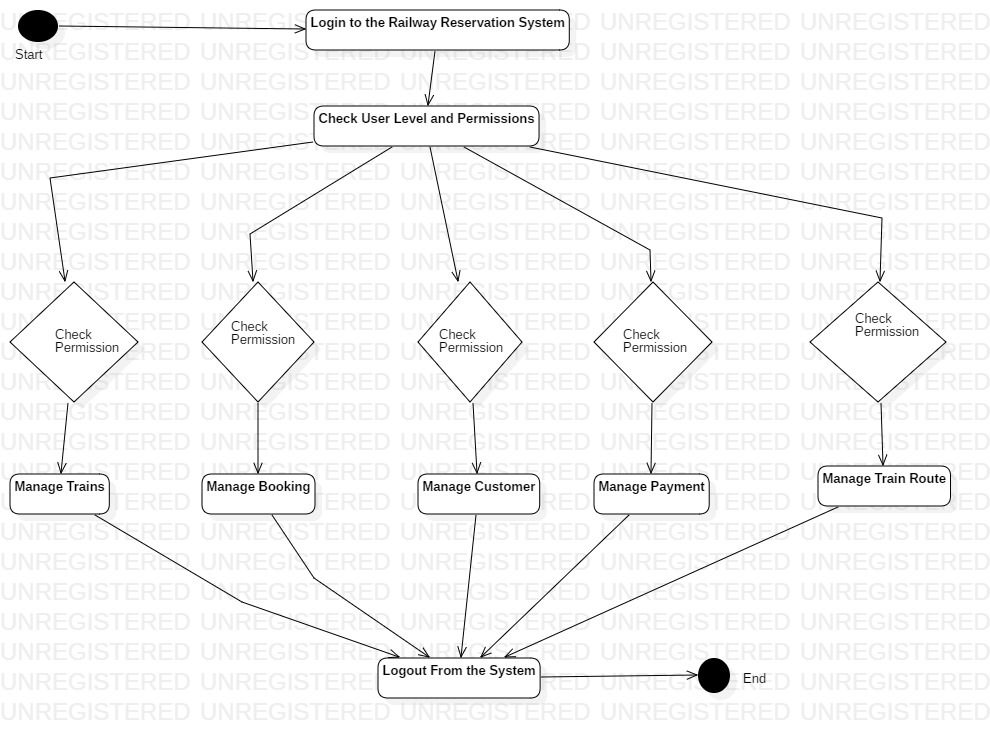 Login to the Railway Reservation System
Start
Check User Level and Permissions
Check
Permission
Check
Permission
Check
Permission
Check
Permission
Check
Permission
Manage Trains
Manage Booking
Manage Customer
Manage Payment
Manage Train Route
Logout From the System
End
UNREGISTERED